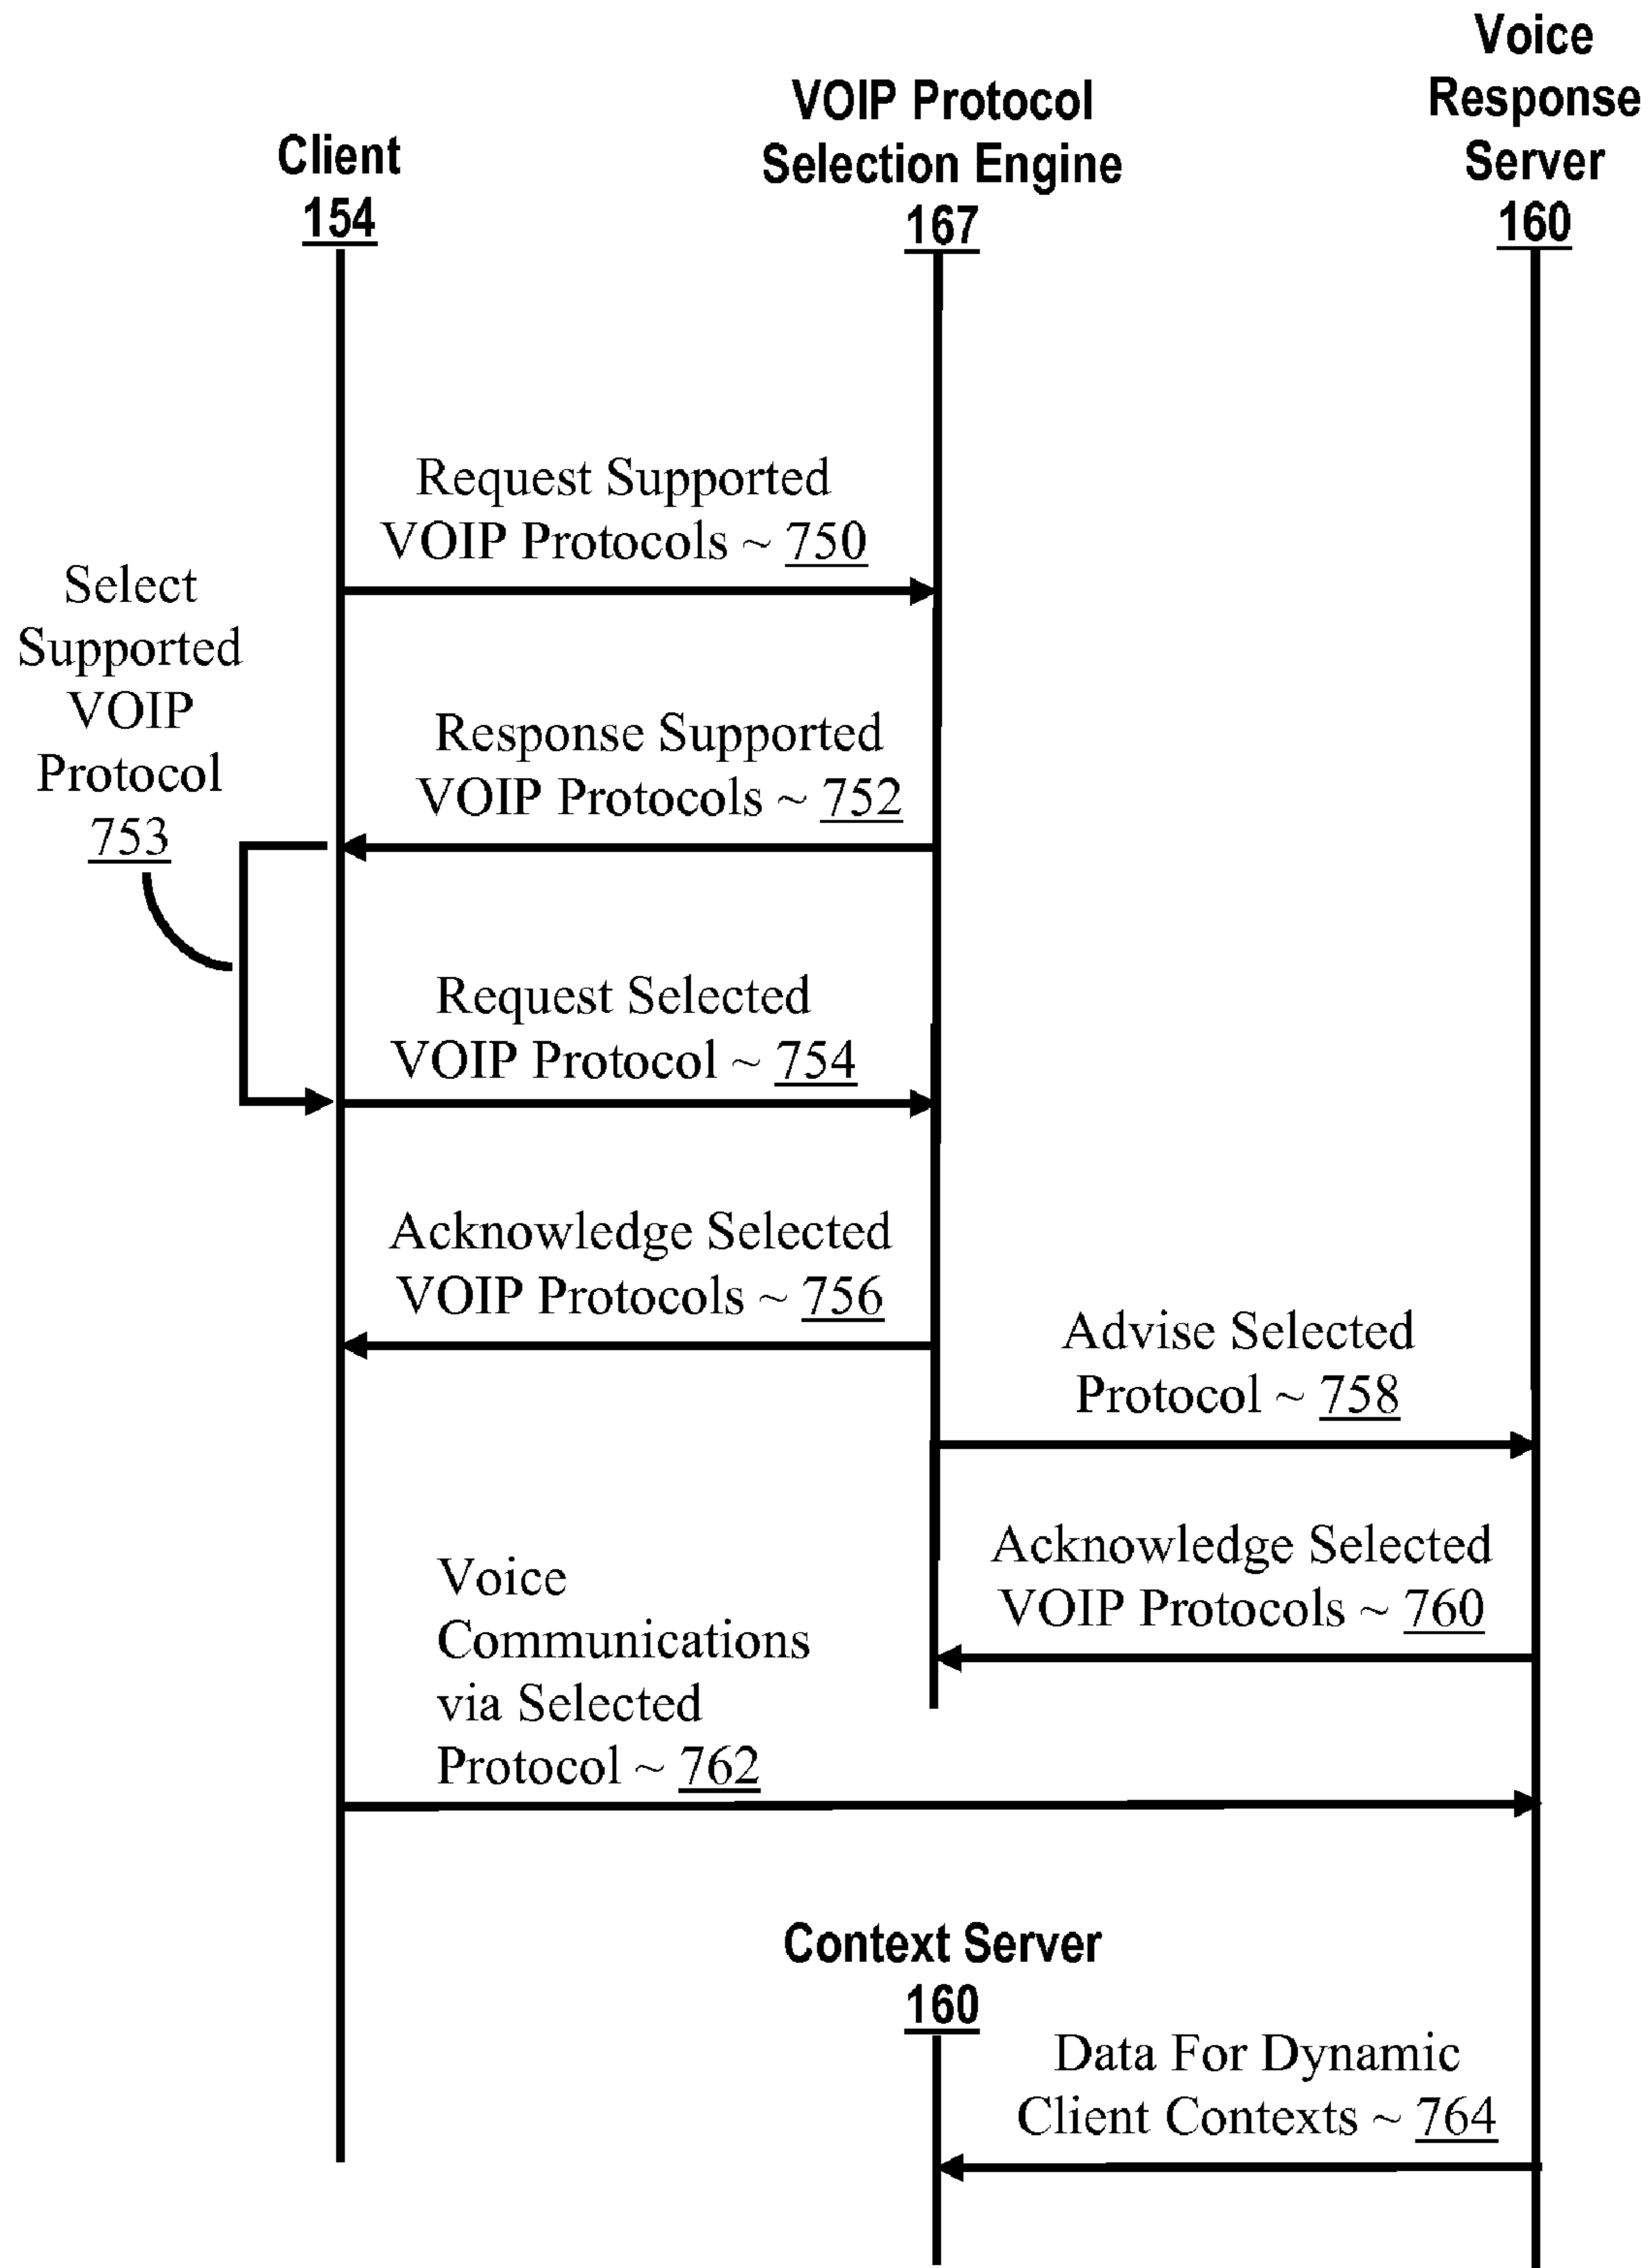 Client
154
VOIP Protocol
Selection Engine
167
Voice
Response
Server
160
Request Supported
VOIP Protocols ~ 750
Select
Supported
VOIP
Protocol
753
Response Supported
VOIP Protocols ~ 752
Request Selected
VOIP Protocol ~ 754
Acknowledge Selected
VOIP Protocols ~ 756
Advise Selected
Protocol ~ 758
Acknowledge Selected
VOIP Protocols ~ 760
Voice
Communications
via Selected
Protocol ~ 762
Context Server
160
Data For Dynamic
Client Contexts ~ 764